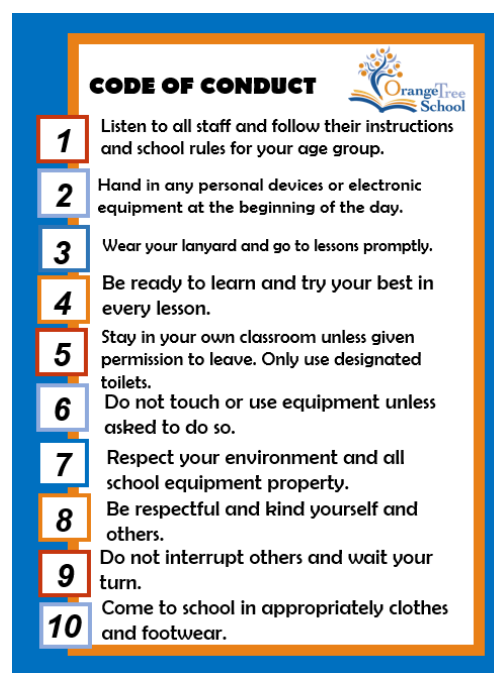 CODE OF CONDUCT
OrangeTree
School
1
Listen to all staff and follow their instructions
and school rules for your age group.
2
Hand in any personal devices or electronic
equipment at the beginning of the day.
3
Wear your lanyard and go to lessons promptly.
4
Be ready to learn and try your best in
every lesson.
5
Stay in your own classroom unless given
permission to leave. Only use designated
toilets.
6
Do not touch or use equipment unless
asked to do so.
7
Respect your environment and all
school equipment property.
8
Be respectful and kind yourself and
others.
9
Do not interrupt others and wait your
turn.
10
Come to school in appropriately clothes
and footwear.